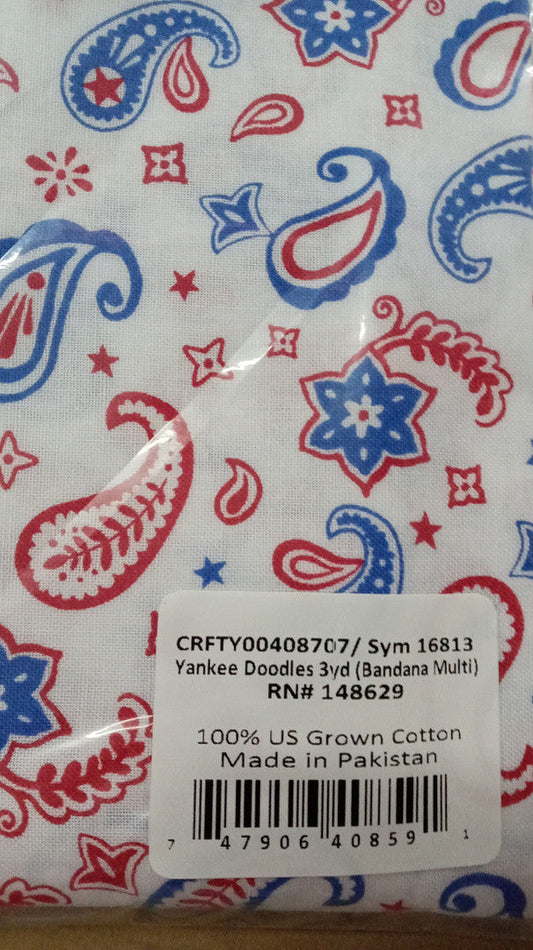 CRFTY00408707/ Sym 16813
Yankee Doodles 3yd (Bandana Multi)
RN# 148629
100% US Grown Cotton
Made in Pakistan
7 47906 40859 1